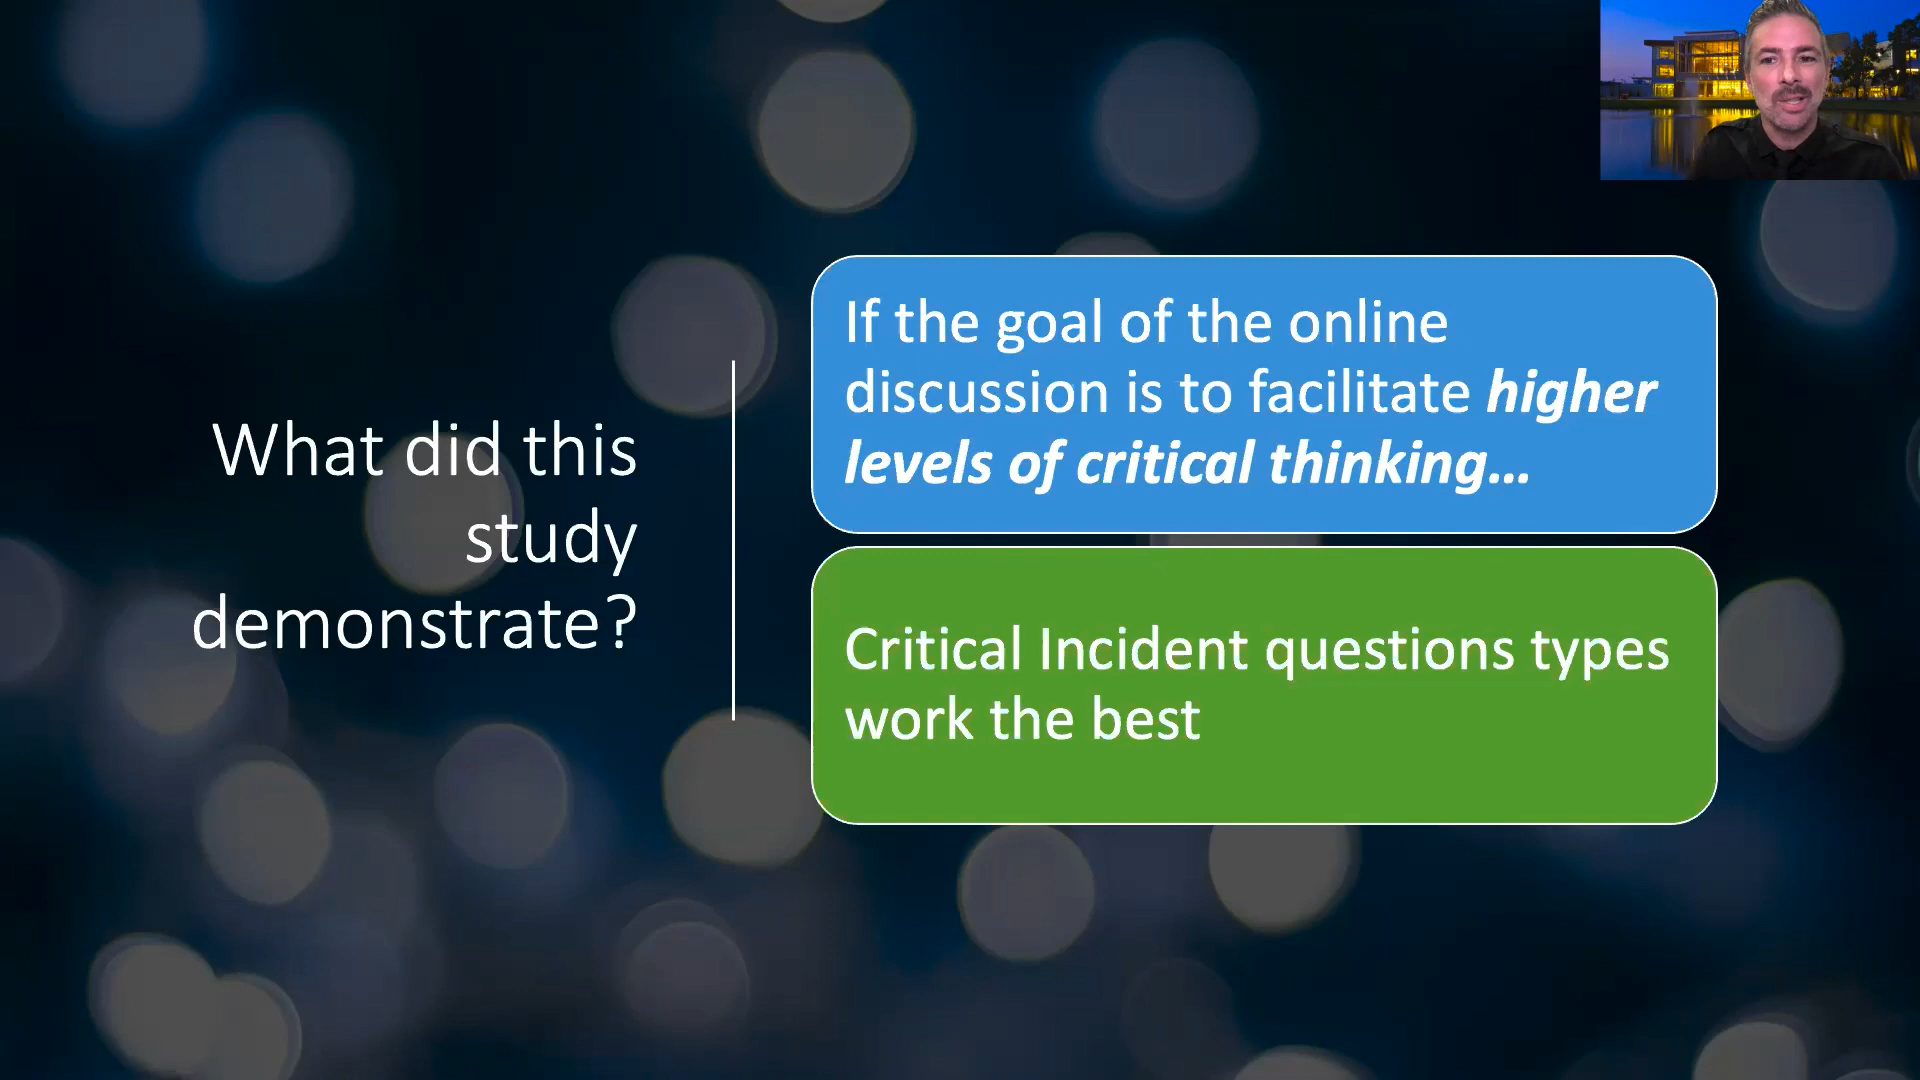 What did this
study
demonstrate?
If the goal of the online
discussion is to facilitate higher
levels of critical thinking...
Critical Incident questions types
work the best